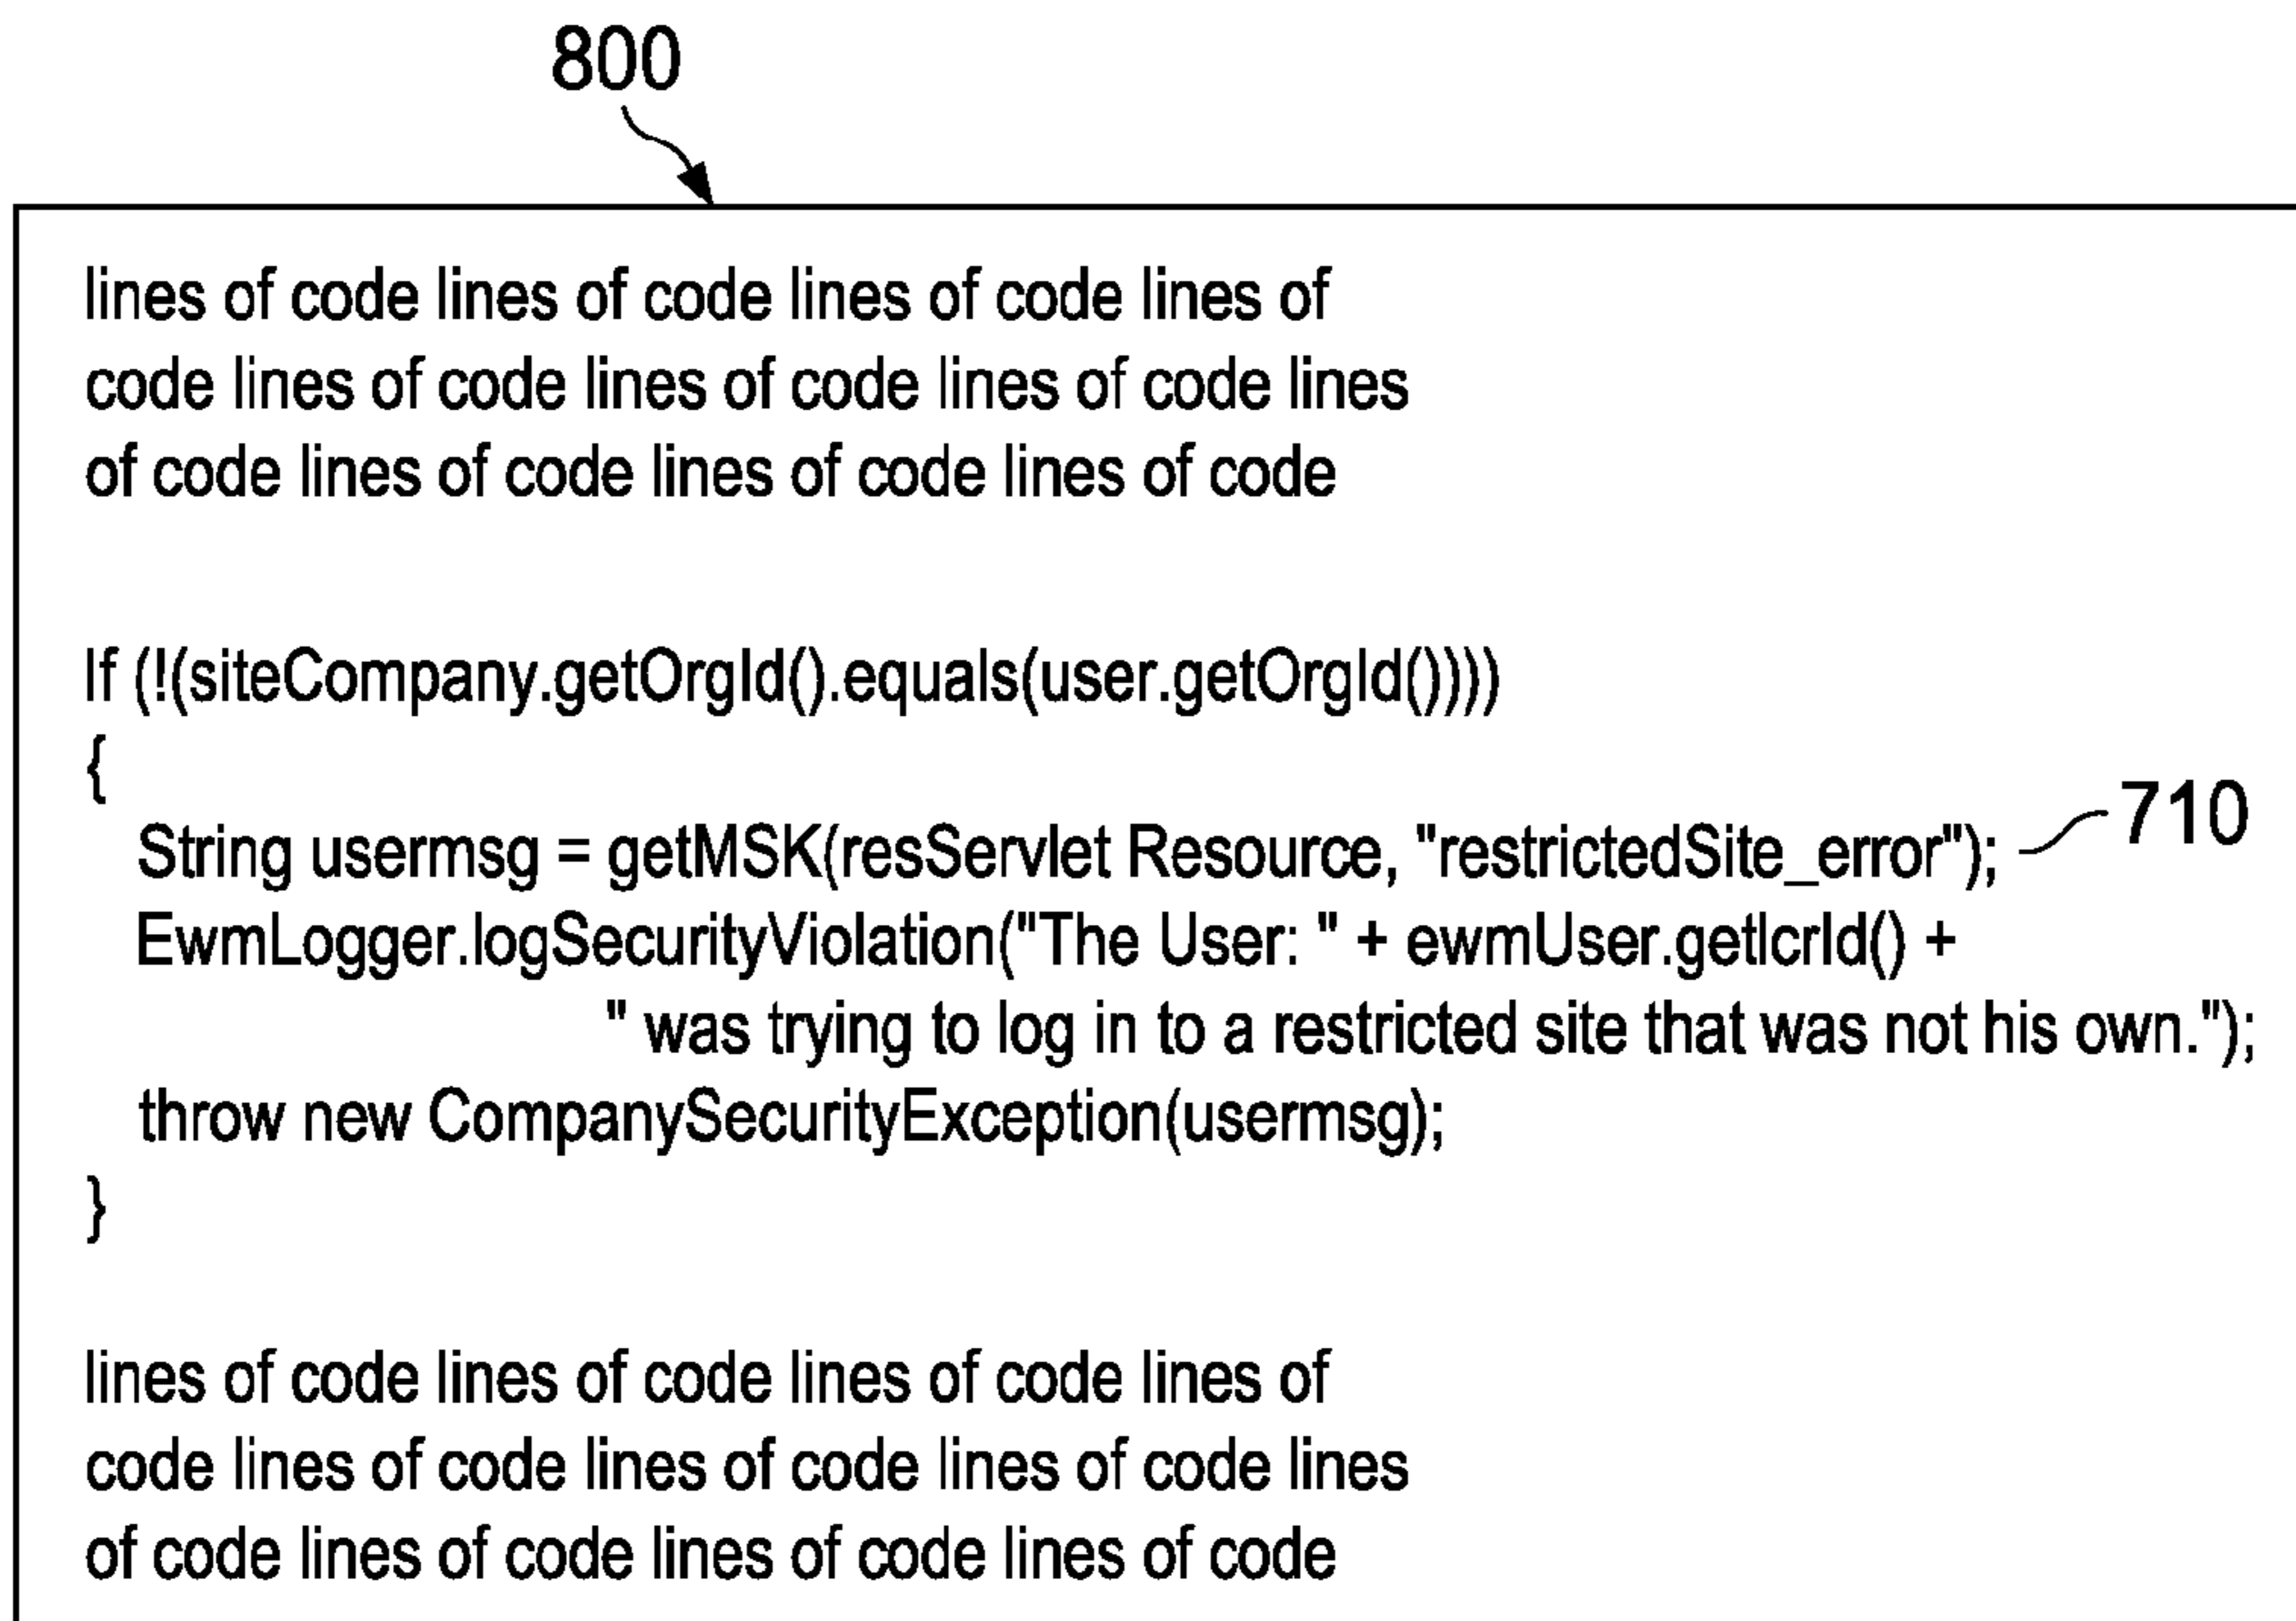 800
lines of code lines of code lines of code lines of
code lines of code lines of code lines of code lines
of code lines of code lines of code lines of code
If (!(siteCompany.getOrgId().equals(user.getOrgId())))
{
String usermsg = getMSK(resServlet Resource, "restrictedSite_error"); 710
EwmLogger.logSecurityViolation("The User: " + ewmUser.getIcrId() +
" was trying to log in to a restricted site that was not his own.");
throw new CompanySecurityException(usermsg);
}
lines of code lines of code lines of code lines of
code lines of code lines of code lines of code lines
of code lines of code lines of code lines of code